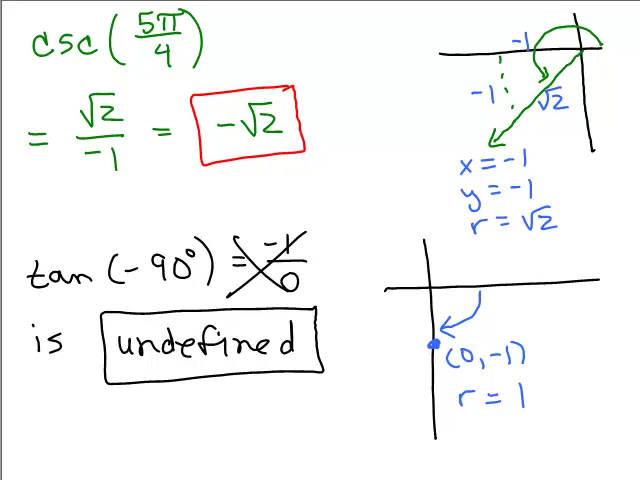 csc(5π/4)
= √2/-1 = -√2
-1
-1
√2
x = -1
y = -1
r = √2
tan(-90°) = -1/0
is undefined
(0, -1)
r = 1